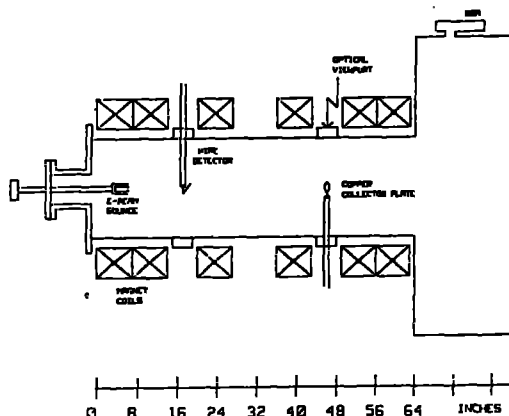 RGA
OPTICAL
VIEWPORT
WIRE
DETECTOR
E-BEAM
SOURCE
COPPER
COLLECTOR PLATE
MAGNET
COILS
0 8 16 24 32 40 48 56 64 INCHES